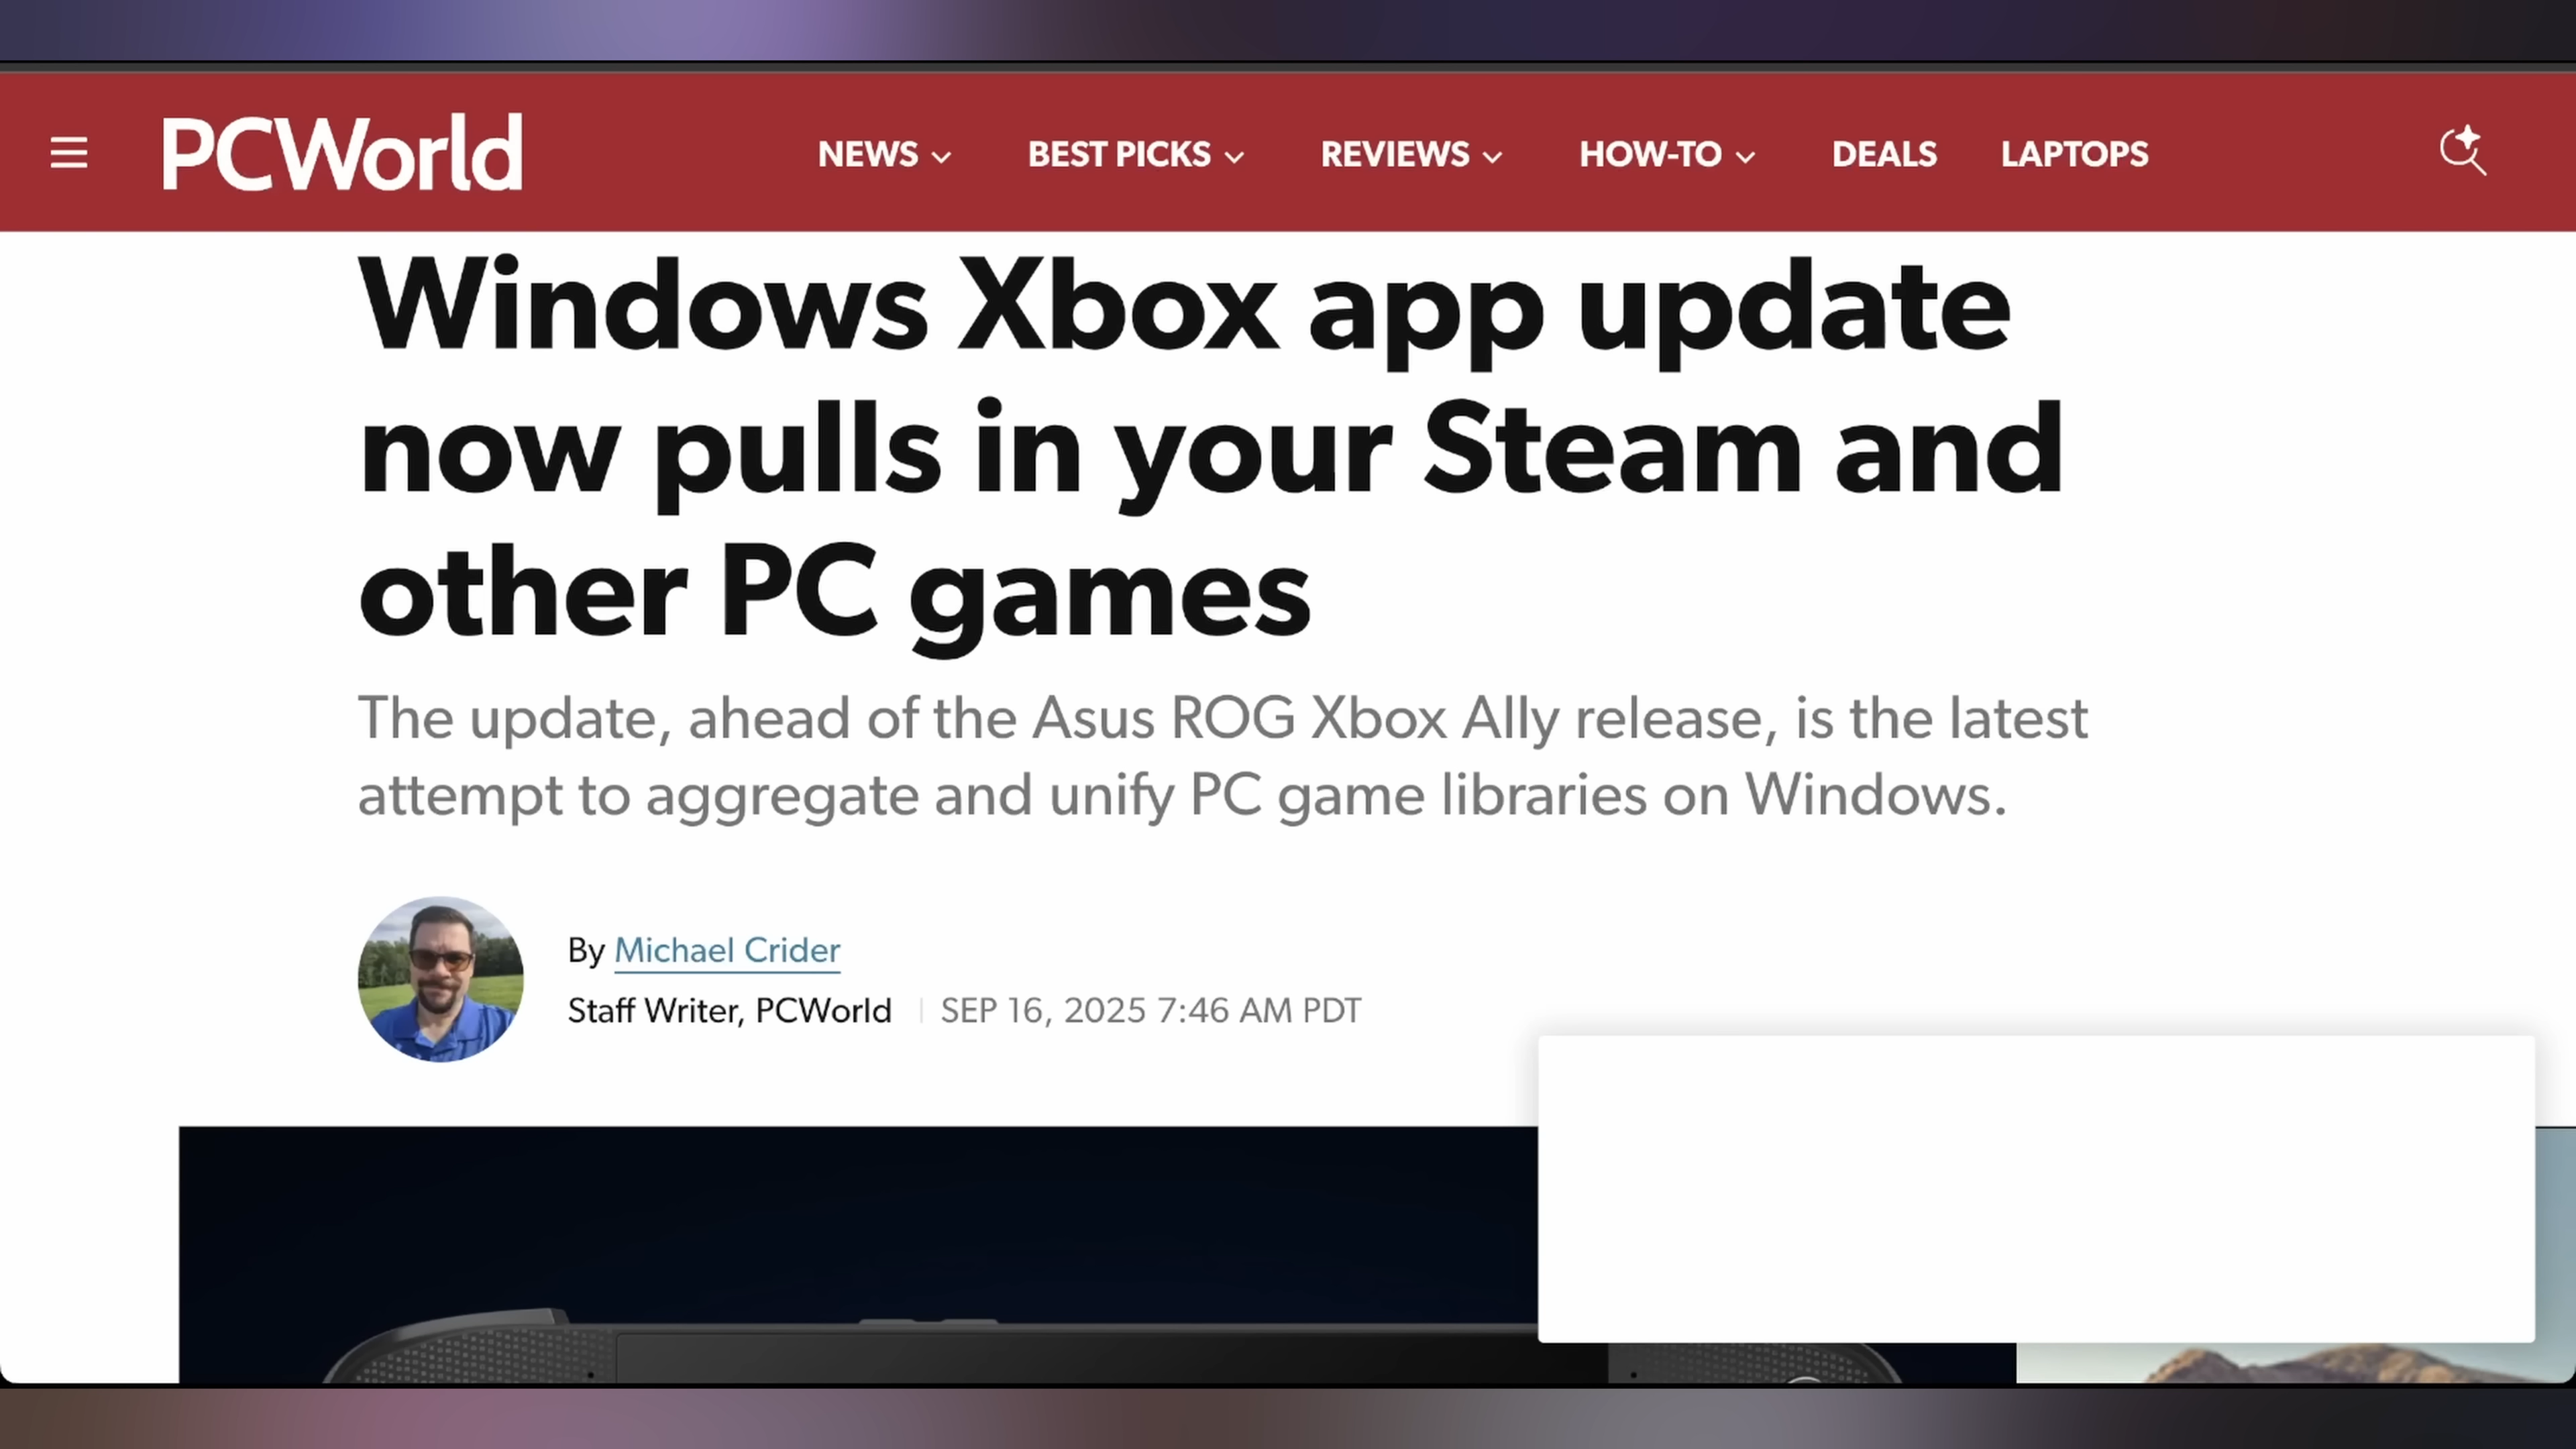 PCWorld
NEWS
BEST PICKS
REVIEWS
HOW-TO
DEALS
LAPTOPS
Windows Xbox app update
now pulls in your Steam and
other PC games
The update, ahead of the Asus ROG Xbox Ally release, is the latest
attempt to aggregate and unify PC game libraries on Windows.
By Michael Crider
Staff Writer, PCWorld | SEP 16, 2025 7:46 AM PDT